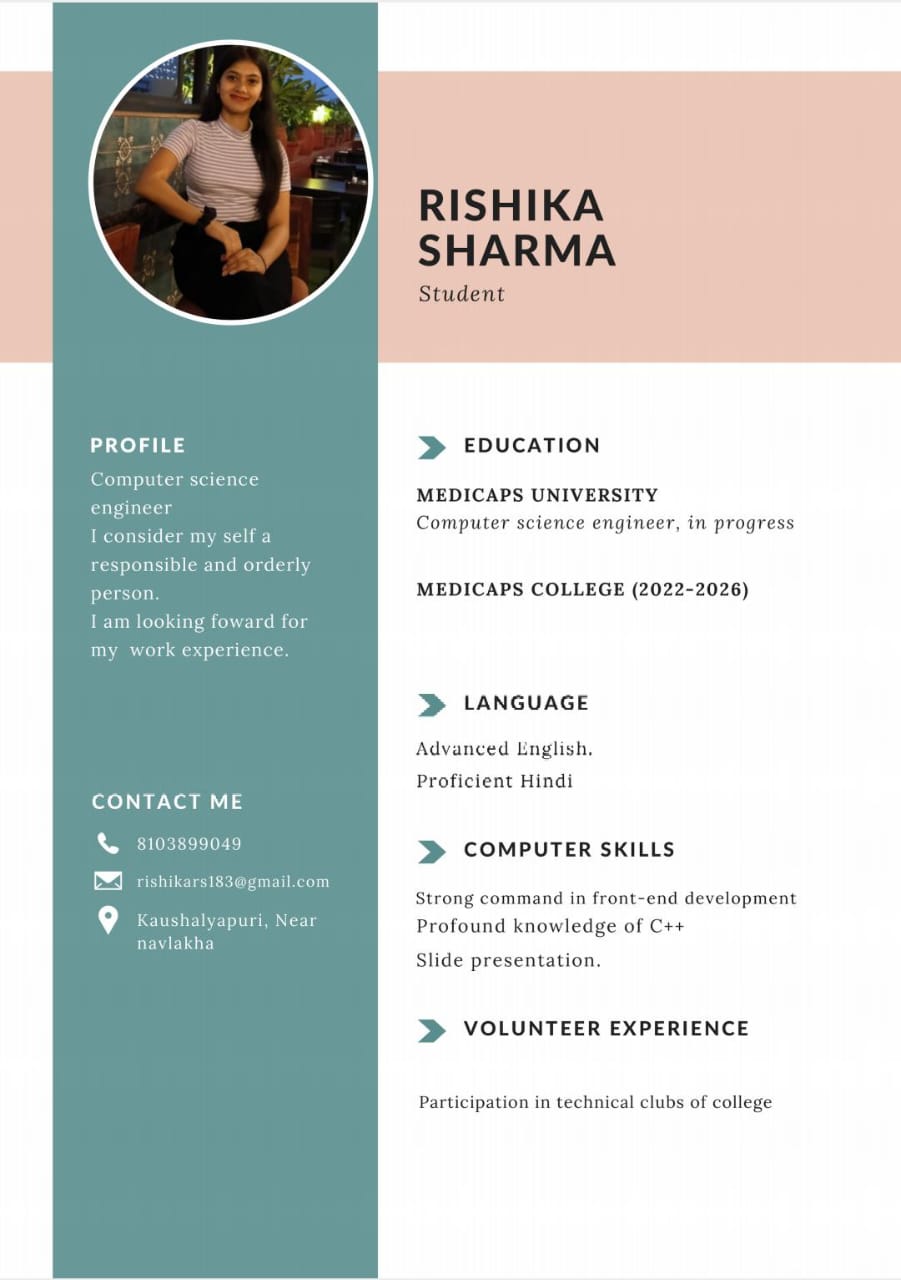 RISHIKA
SHARMA
Student
PROFILE
Computer science
engineer
I consider my self a
responsible and orderly
person.
I am looking foward for
my  work experience.
CONTACT ME
8103899049
rishikars183@gmail.com
Kaushalyapuri, Near
navlakha
EDUCATION
MEDICAPS UNIVERSITY
Computer science engineer, in progress
MEDICAPS COLLEGE (2022-2026)
LANGUAGE
Advanced English.
Proficient Hindi
COMPUTER SKILLS
Strong command in front-end development
Profound knowledge of C++
Slide presentation.
VOLUNTEER EXPERIENCE
Participation in technical clubs of college